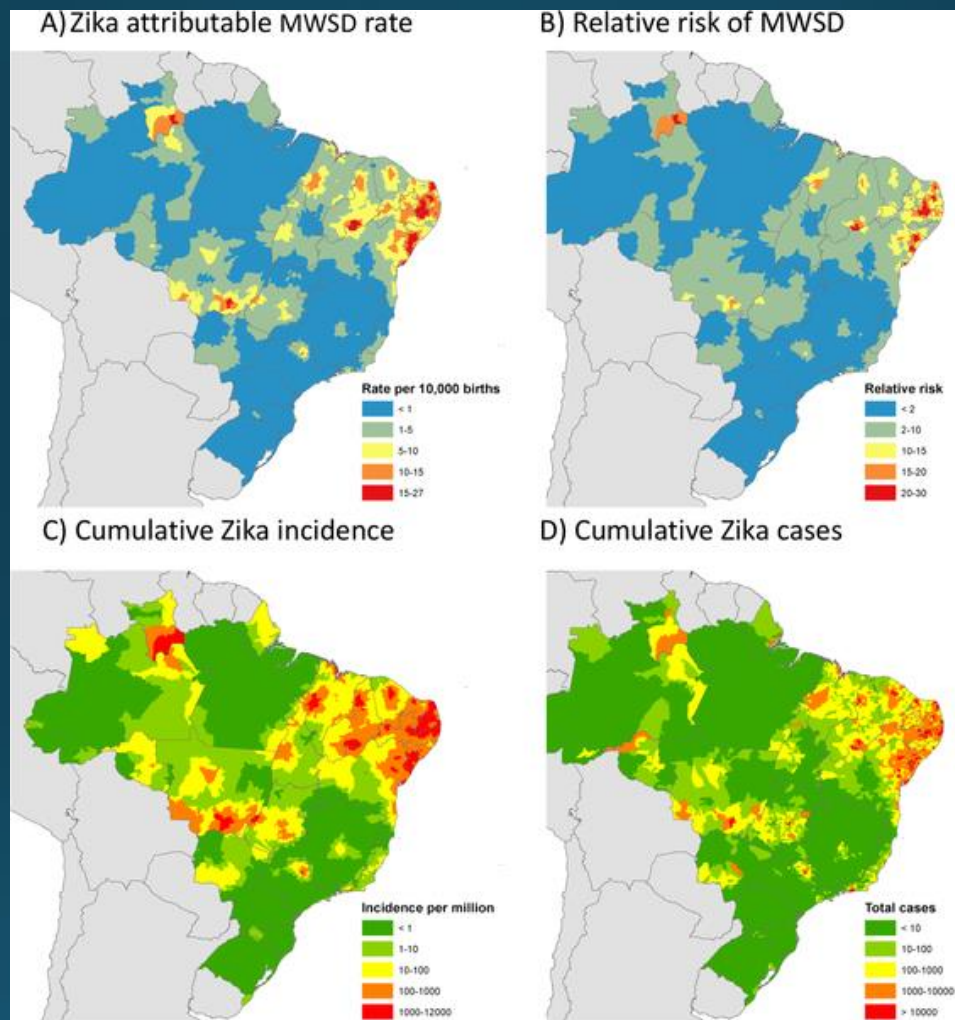 A) Zika attributable MWSD rate
B) Relative risk of MWSD
Rate per 10,000 births
< 1
1-5
5-10
10-15
15-27
Relative risk
< 2
2-10
10-15
15-20
20-30
C) Cumulative Zika incidence
D) Cumulative Zika cases
Incidence per million
< 1
1-10
10-100
100-1000
1000-12000
Total cases
< 10
10-100
100-1000
1000-10000
> 10000